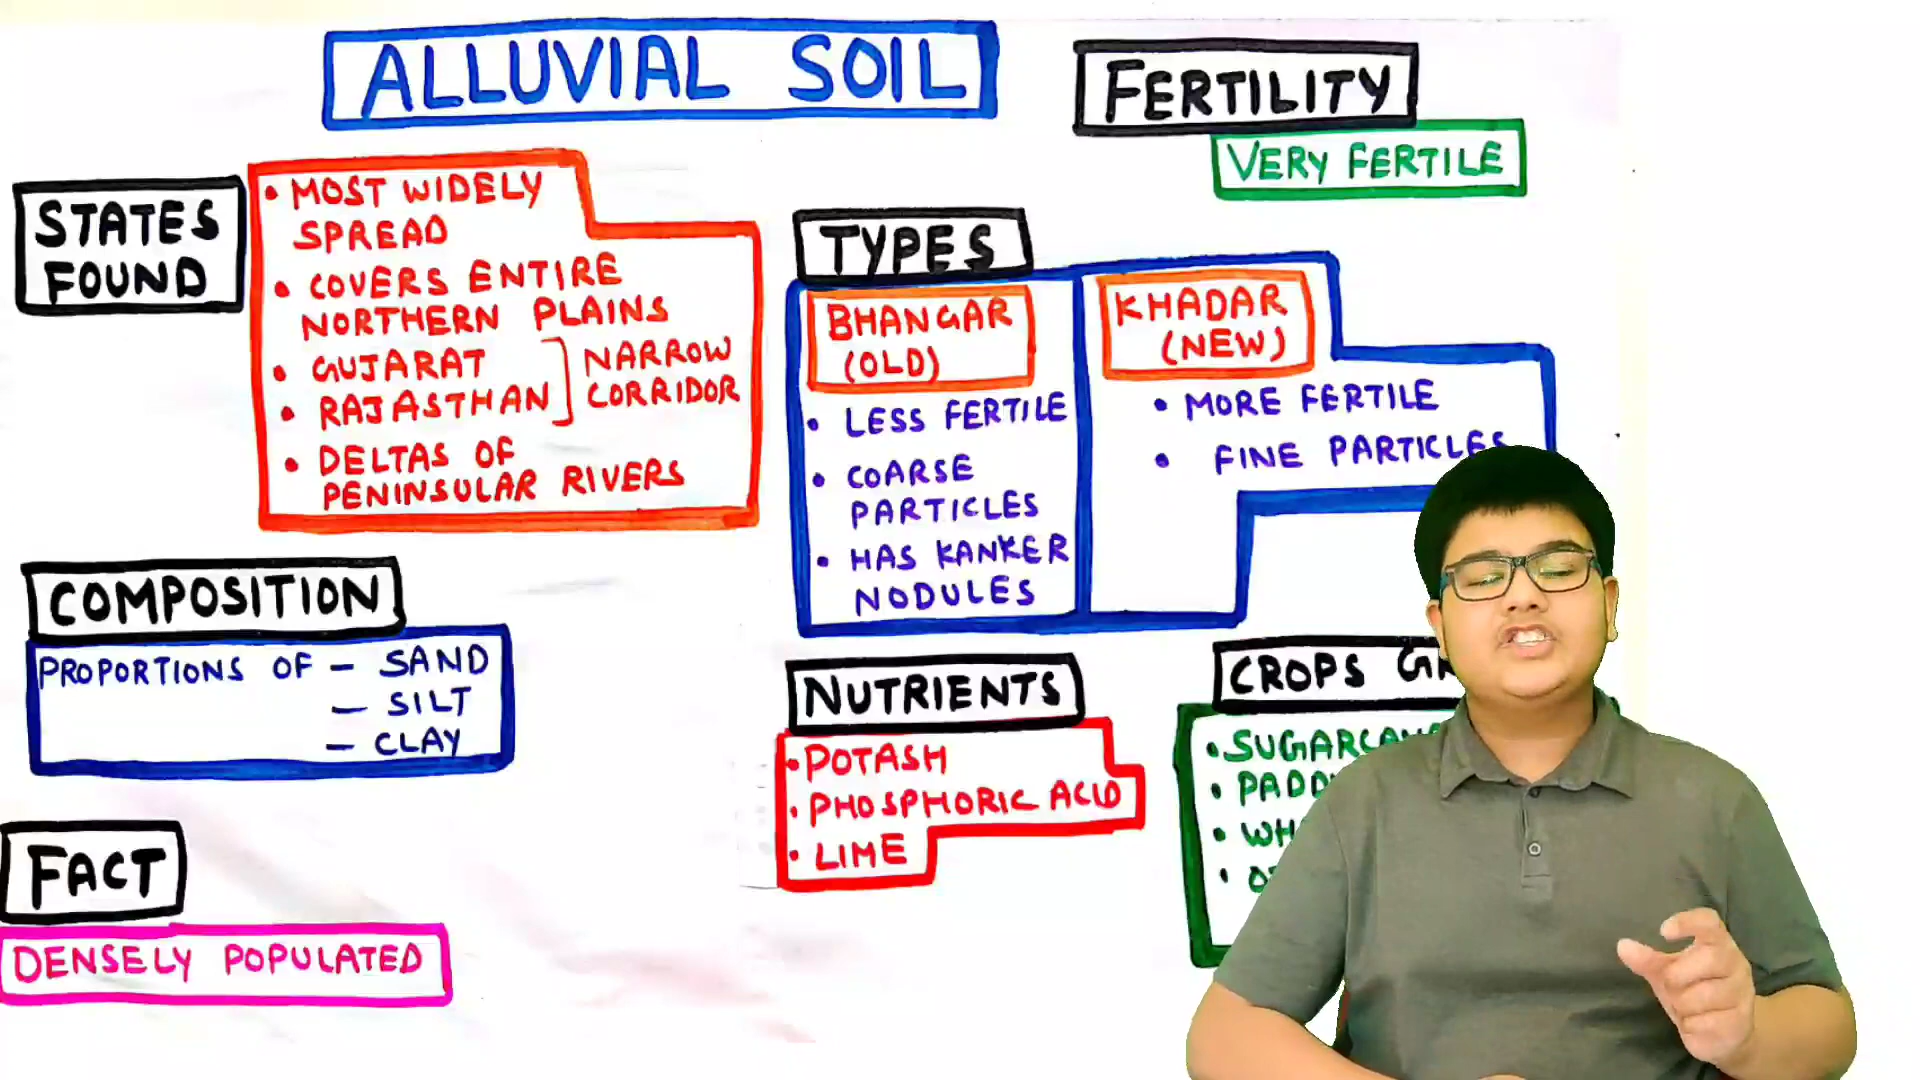 ALLUVIAL SOIL
FERTILITY
VERY FERTILE
STATES
FOUND
• MOST WIDELY
SPREAD
• COVERS ENTIRE
NORTHERN PLAINS
• GUJARAT
• RAJASTHAN
NARROW
CORRIDOR
• DELTAS OF
PENINSULAR RIVERS
TYPES
BHANGAR
(OLD)
• LESS FERTILE
• COARSE
PARTICLES
• HAS KANKER
NODULES
KHADAR
(NEW)
• MORE FERTILE
• FINE PARTICLES
COMPOSITION
PROPORTIONS OF – SAND
– SILT
– CLAY
NUTRIENTS
• POTASH
• PHOSPHORIC ACID
• LIME
CROPS
FACT
DENSELY POPULATED